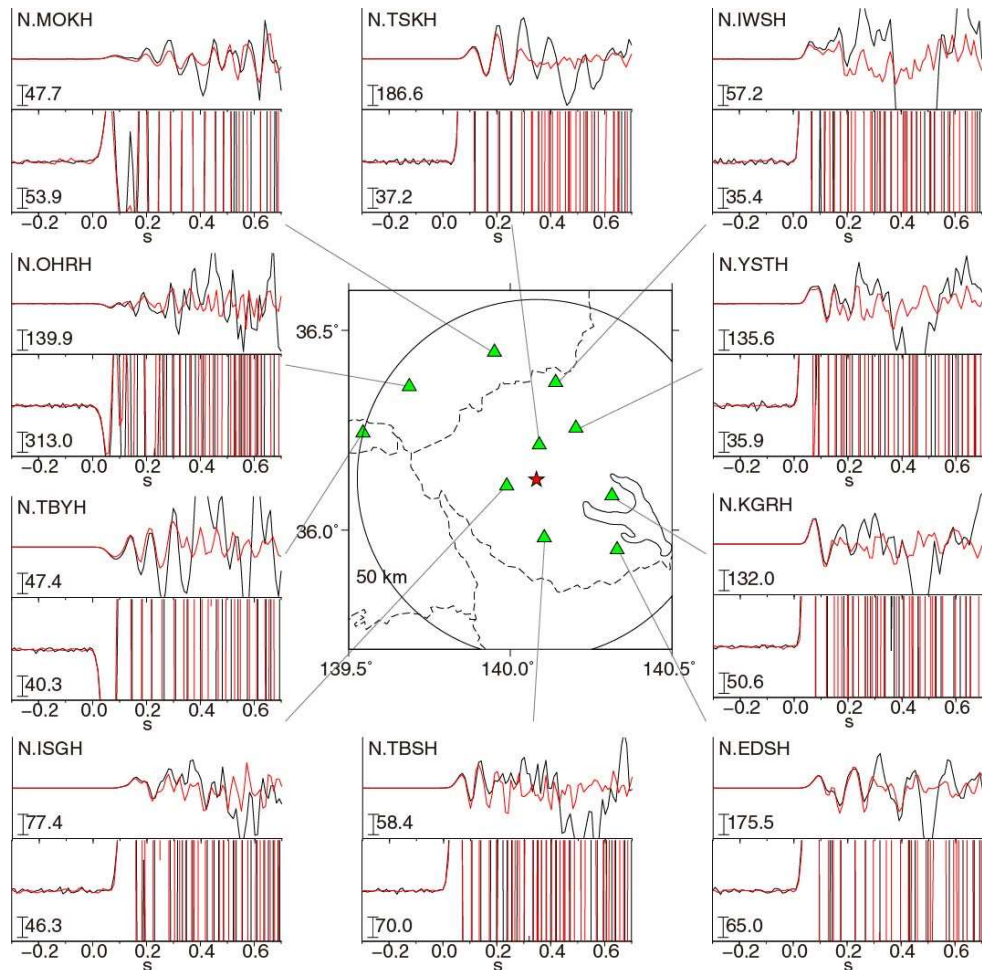 N.MOKH
47.7
53.9
−0.2 0.0 0.2 0.4 0.6
s
N.TSKH
186.6
37.2
−0.2 0.0 0.2 0.4 0.6
s
N.IWSH
57.2
35.4
−0.2 0.0 0.2 0.4 0.6
s
N.OHRH
139.9
313.0
−0.2 0.0 0.2 0.4 0.6
s
36.5°
36.0°
50 km
139.5° 140.0° 140.5°
N.YSTH
135.6
35.9
−0.2 0.0 0.2 0.4 0.6
s
N.TBYH
47.4
40.3
−0.2 0.0 0.2 0.4 0.6
s
N.KGRH
132.0
50.6
−0.2 0.0 0.2 0.4 0.6
s
N.ISGH
77.4
46.3
−0.2 0.0 0.2 0.4 0.6
s
N.TBSH
58.4
70.0
−0.2 0.0 0.2 0.4 0.6
s
N.EDSH
175.5
65.0
−0.2 0.0 0.2 0.4 0.6
s